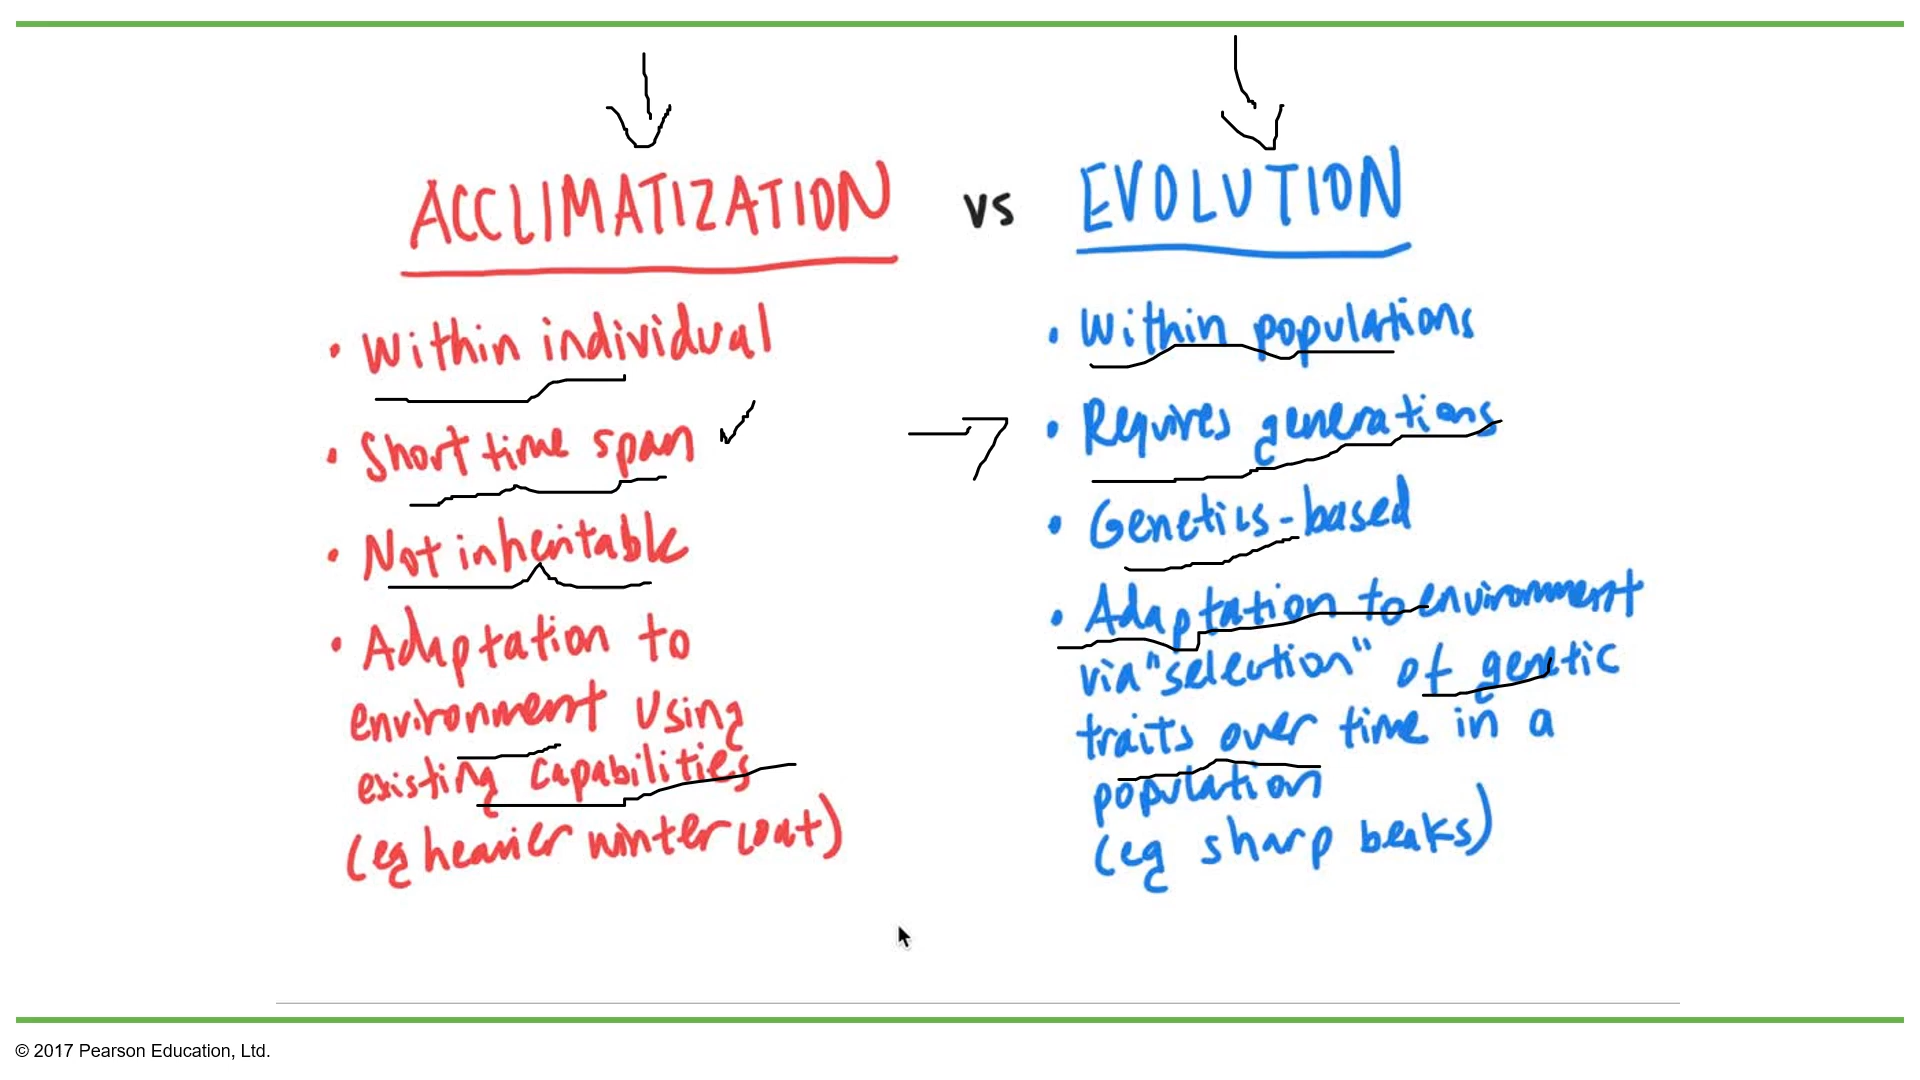 ACCLIMATIZATION vs EVOLUTION
• Within individual
• Short time span
• Not inheritable
• Adaptation to
environment using
existing capabilities
(eg heavier winter coat)
• Within populations
• Requires generations
• Genetics-based
• Adaptation to environment
via "selection" of genetic
traits over time in a
population
(eg sharp beaks)
© 2017 Pearson Education, Ltd.